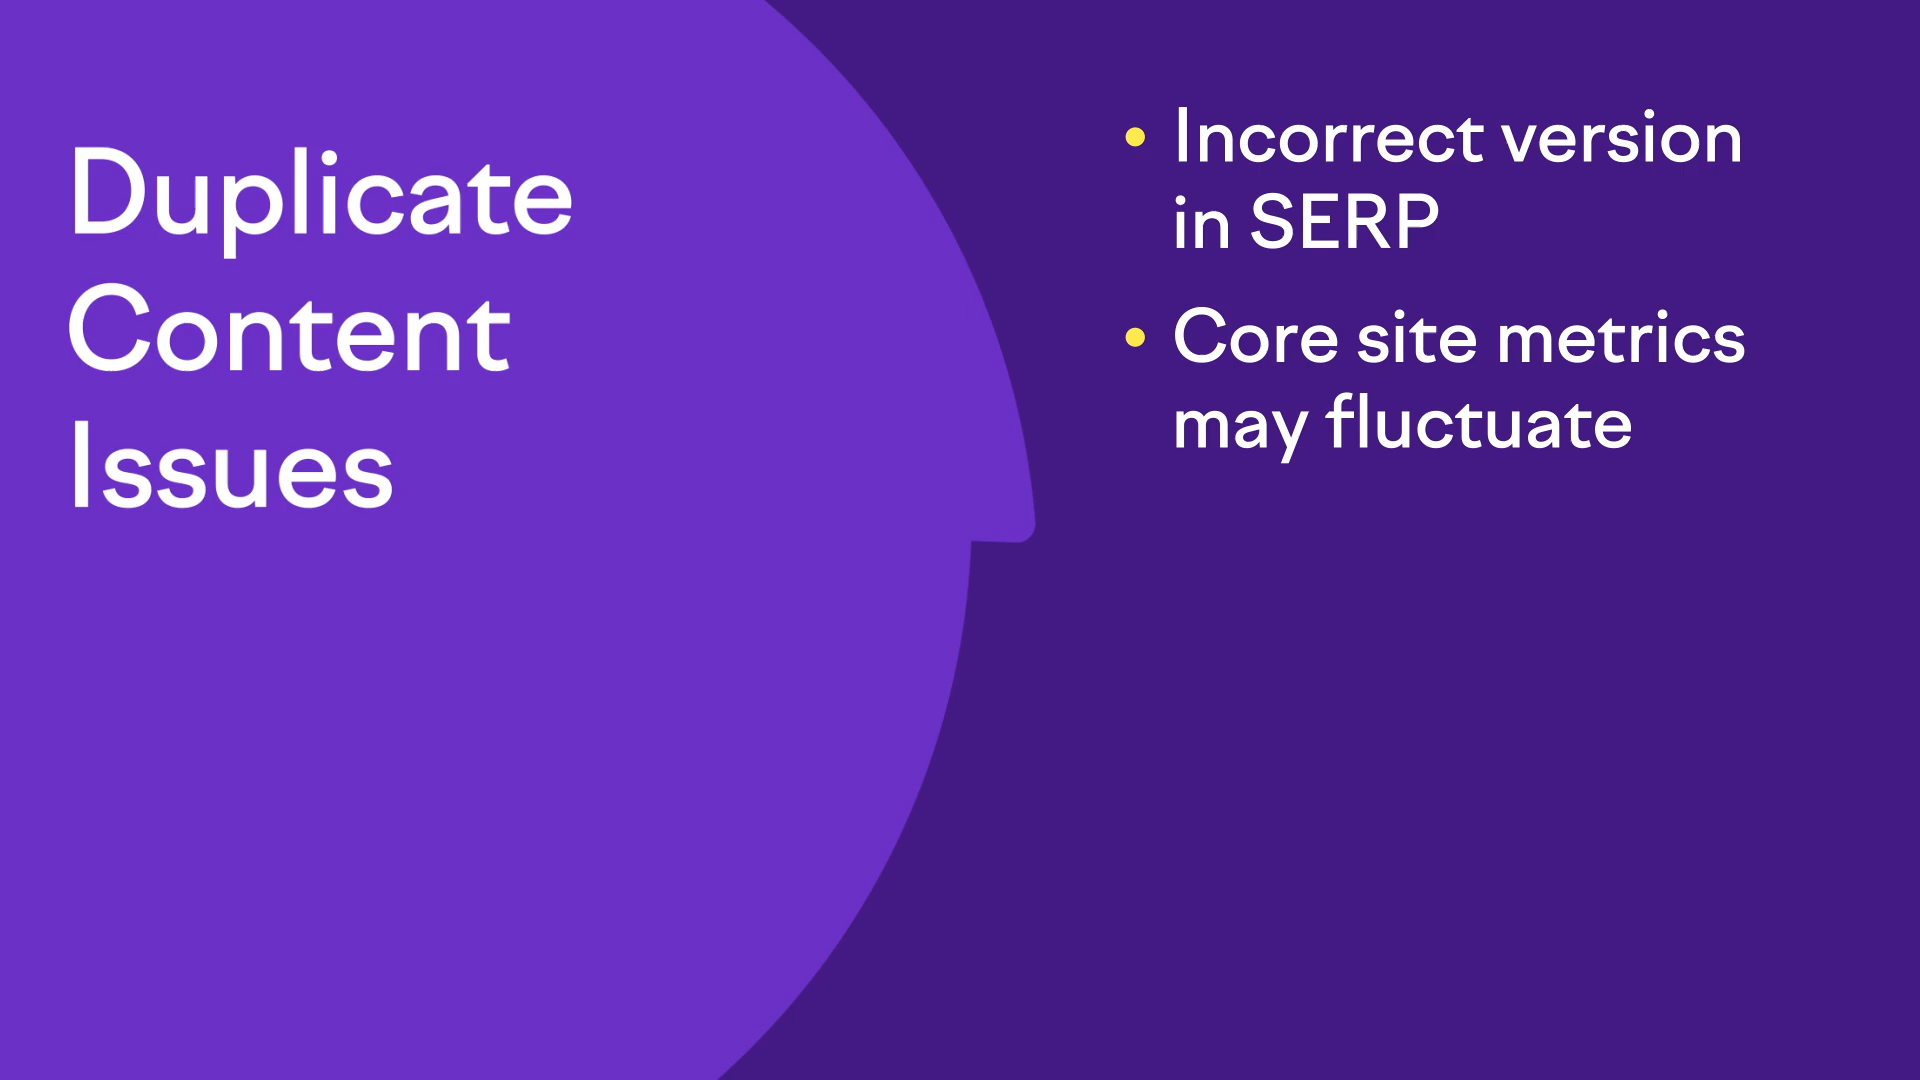 Duplicate
Content
Issues
• Incorrect version
in SERP
• Core site metrics
may fluctuate